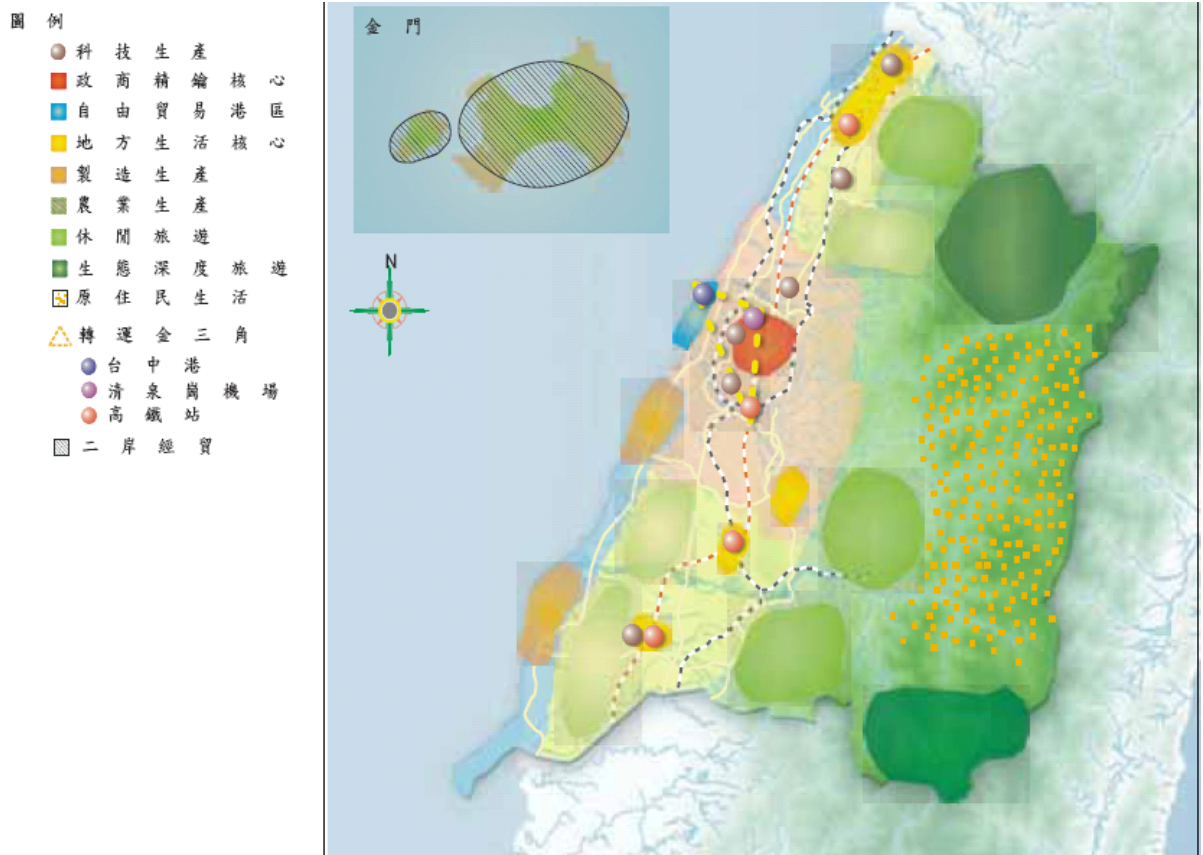 圖例
科技生產
政商精鑰核心
自由貿易港區
地方生活核心
製造生產
農業生產
休閒旅遊
生態深度旅遊
原住民生活
轉運金三角
台中港
清泉崗機場
高鐵站
二岸經貿
金門
N